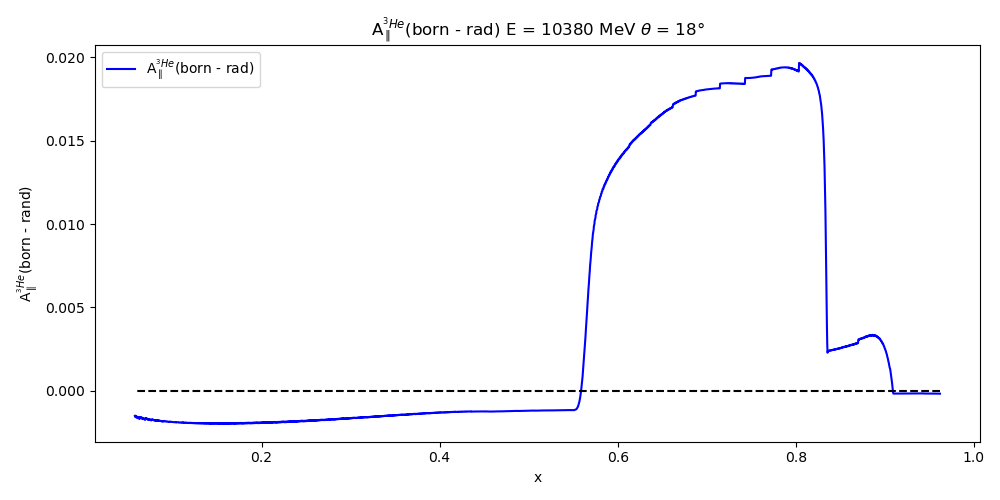 A∥^{³He}(born - rad) E = 10380 MeV θ = 18°
A∥^{³He}(born - rad)
A∥^{³He}(born - rand)
0.020
0.015
0.010
0.005
0.000
0.2
0.4
0.6
0.8
1.0
x